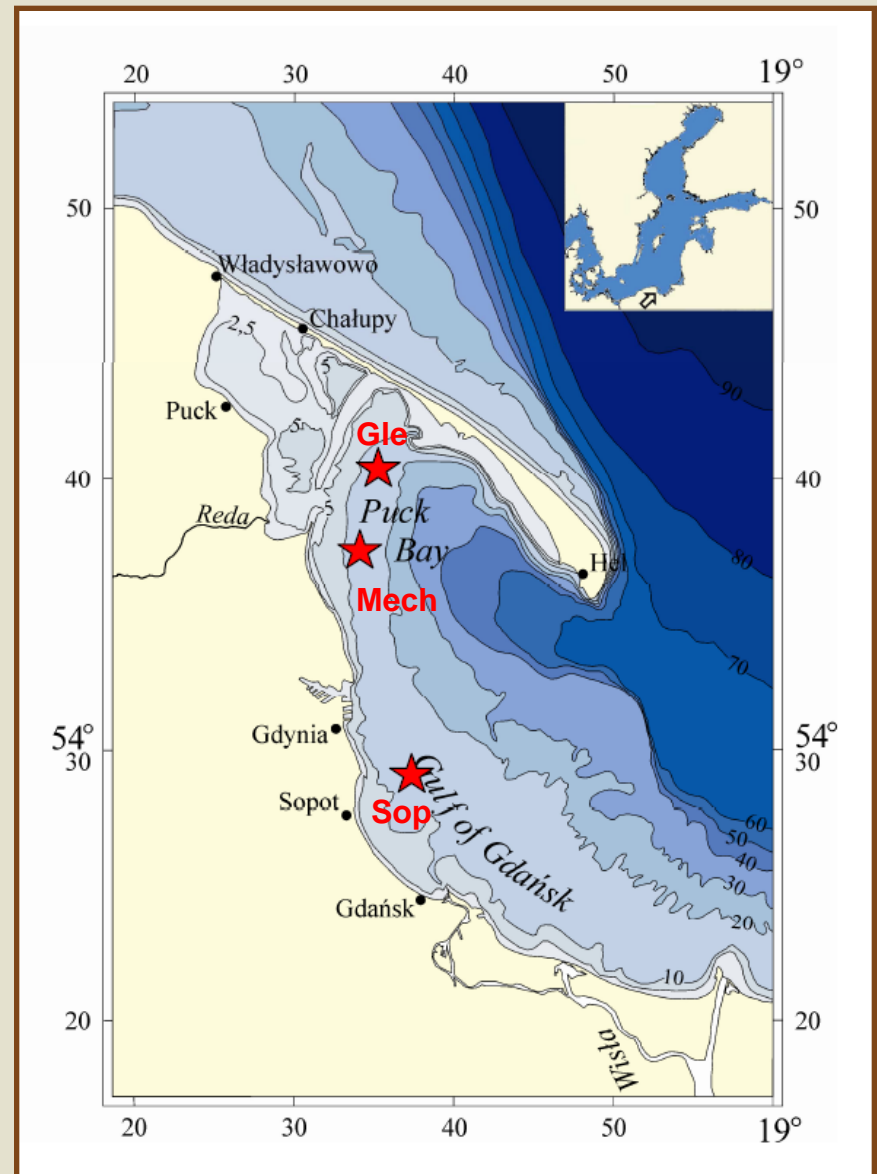 20 30 40 50 19°
50 50
Władysławowo
Chałupy
2,5
5
Puck
5
90
Gle
40 40
Puck
Bay
Reda
5
Hel
80
Mech
70
54° 54°
30 30
Gdynia
Gulf of Gdańsk
Sopot
Sop
60
50
40
30
20
Gdańsk
10
20 20
Wisła
20 30 40 50 19°